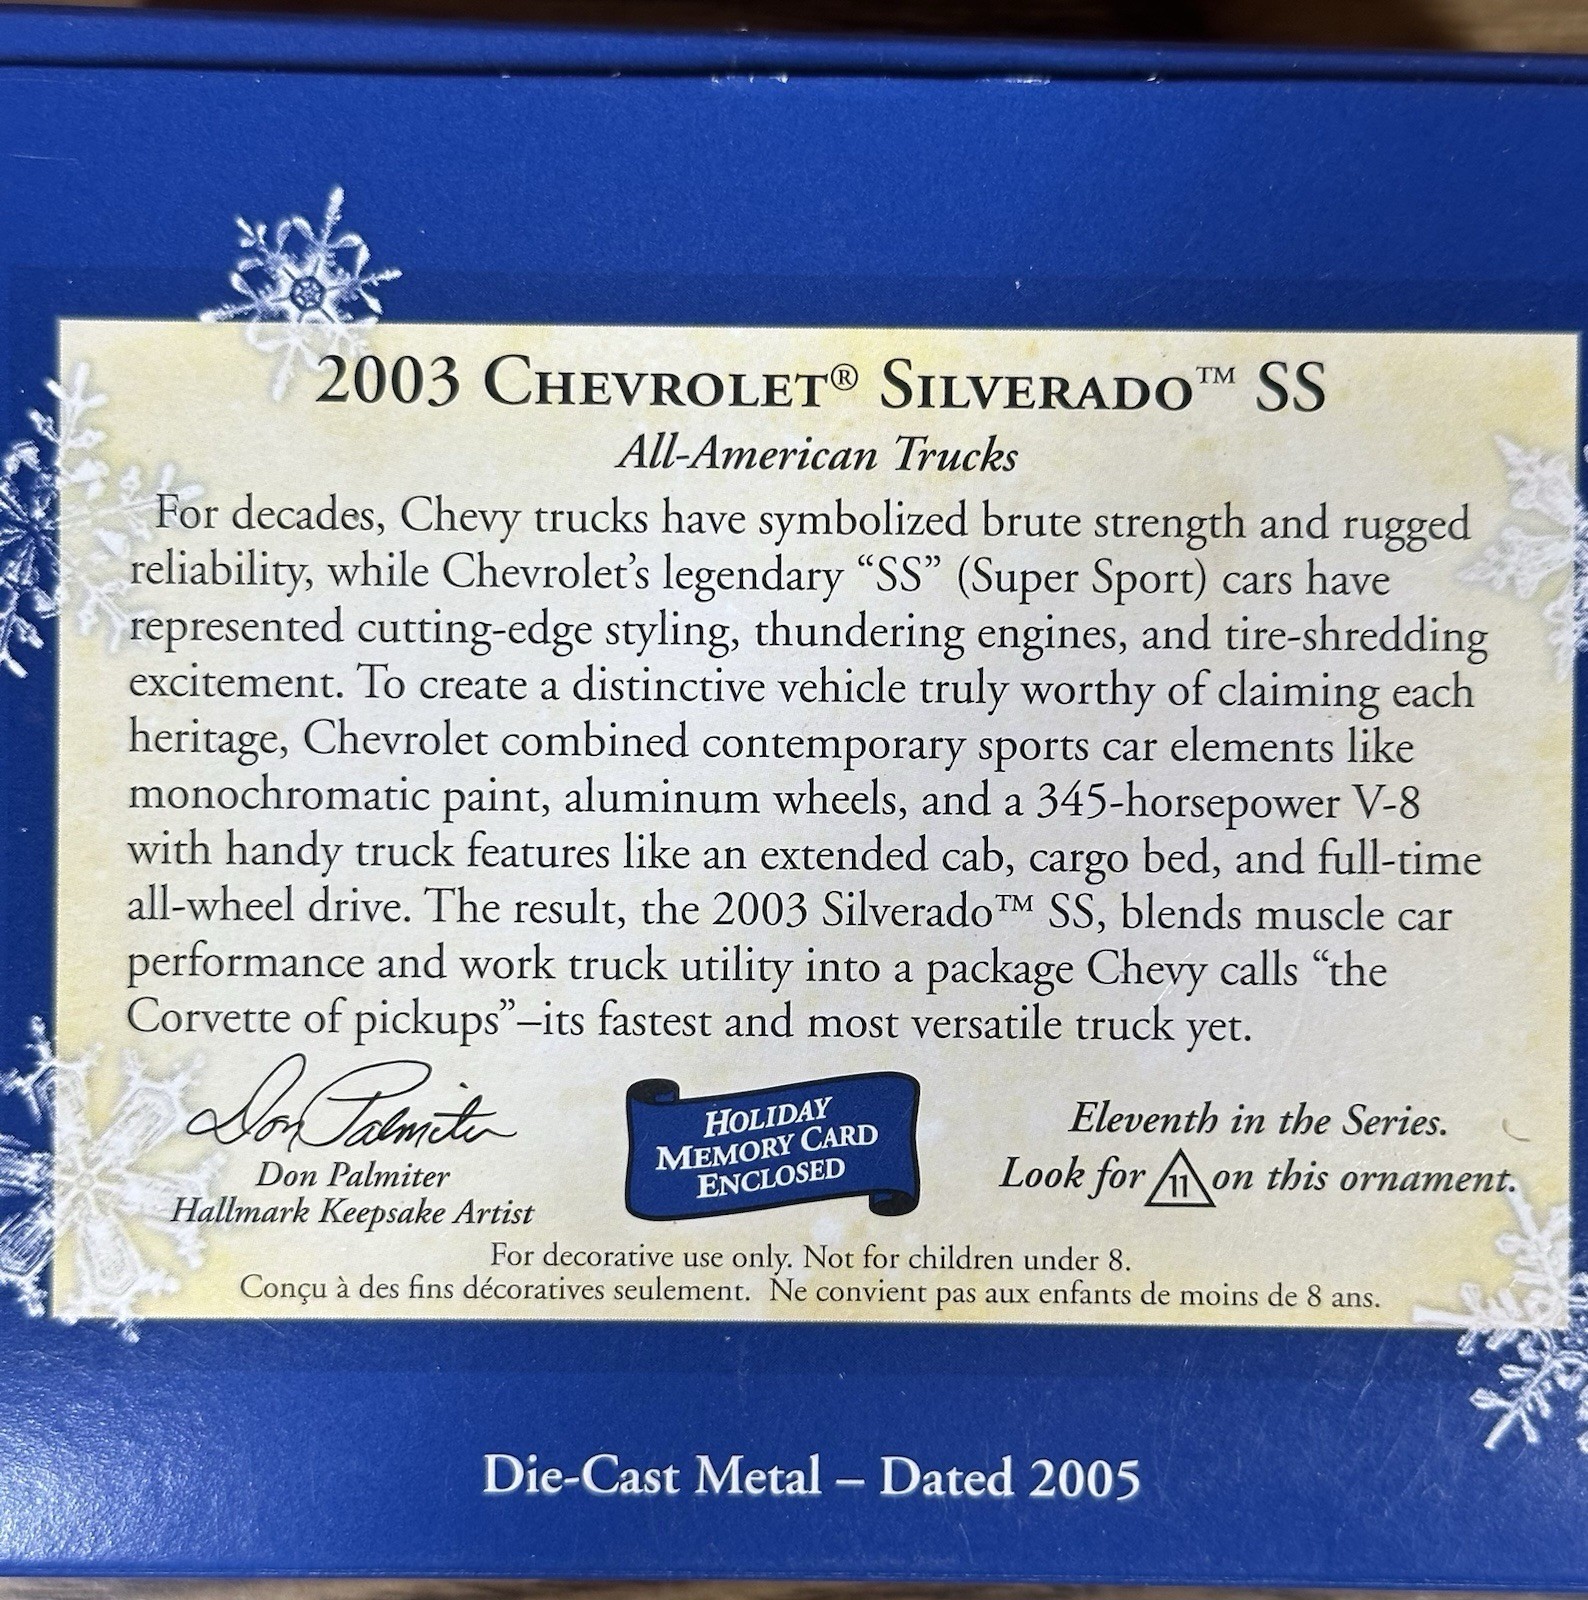 2003 CHEVROLET® SILVERADO™ SS
All-American Trucks
For decades, Chevy trucks have symbolized brute strength and rugged
reliability, while Chevrolet's legendary “SS” (Super Sport) cars have
represented cutting-edge styling, thundering engines, and tire-shredding
excitement. To create a distinctive vehicle truly worthy of claiming each
heritage, Chevrolet combined contemporary sports car elements like
monochromatic paint, aluminum wheels, and a 345-horsepower V-8
with handy truck features like an extended cab, cargo bed, and full-time
all-wheel drive. The result, the 2003 Silverado™ SS, blends muscle car
performance and work truck utility into a package Chevy calls “the
Corvette of pickups”–its fastest and most versatile truck yet.
Don Palmiter
Don Palmiter
Hallmark Keepsake Artist
HOLIDAY
MEMORY CARD
ENCLOSED
Eleventh in the Series.
Look for 11 on this ornament.
For decorative use only. Not for children under 8.
Conçu à des fins décoratives seulement. Ne convient pas aux enfants de moins de 8 ans.
Die-Cast Metal – Dated 2005